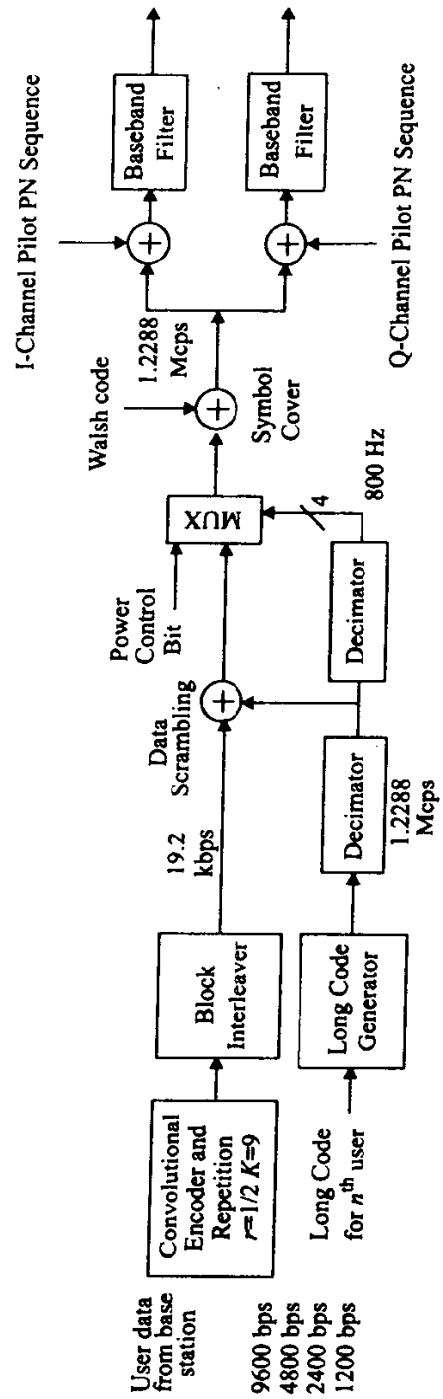 User data
from base
station
9600 bps
4800 bps
2400 bps
1200 bps
Convolutional
Encoder and
Repetition
r=1/2 K=9
Block
Interleaver
19.2
kbps
Data
Scrambling
Power
Control
Bit
MUX
Walsh code
Symbol
Cover
1.2288
Mcps
I-Channel Pilot PN Sequence
Baseband
Filter
Baseband
Filter
Q-Channel Pilot PN Sequence
Long Code
for nth user
Long Code
Generator
Decimator
1.2288
Mcps
Decimator
4
800 Hz